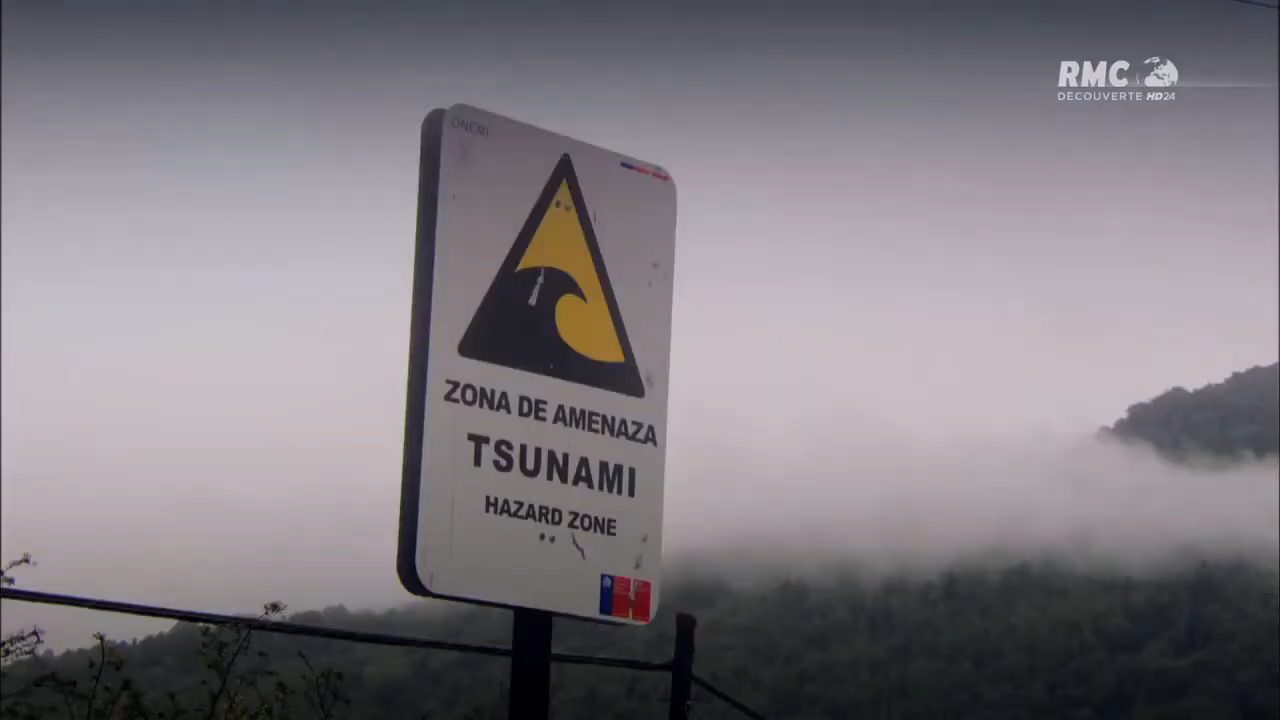 RMC
DECOUVERTE HD24
ONEMI
ZONA DE AMENAZA
TSUNAMI
HAZARD ZONE